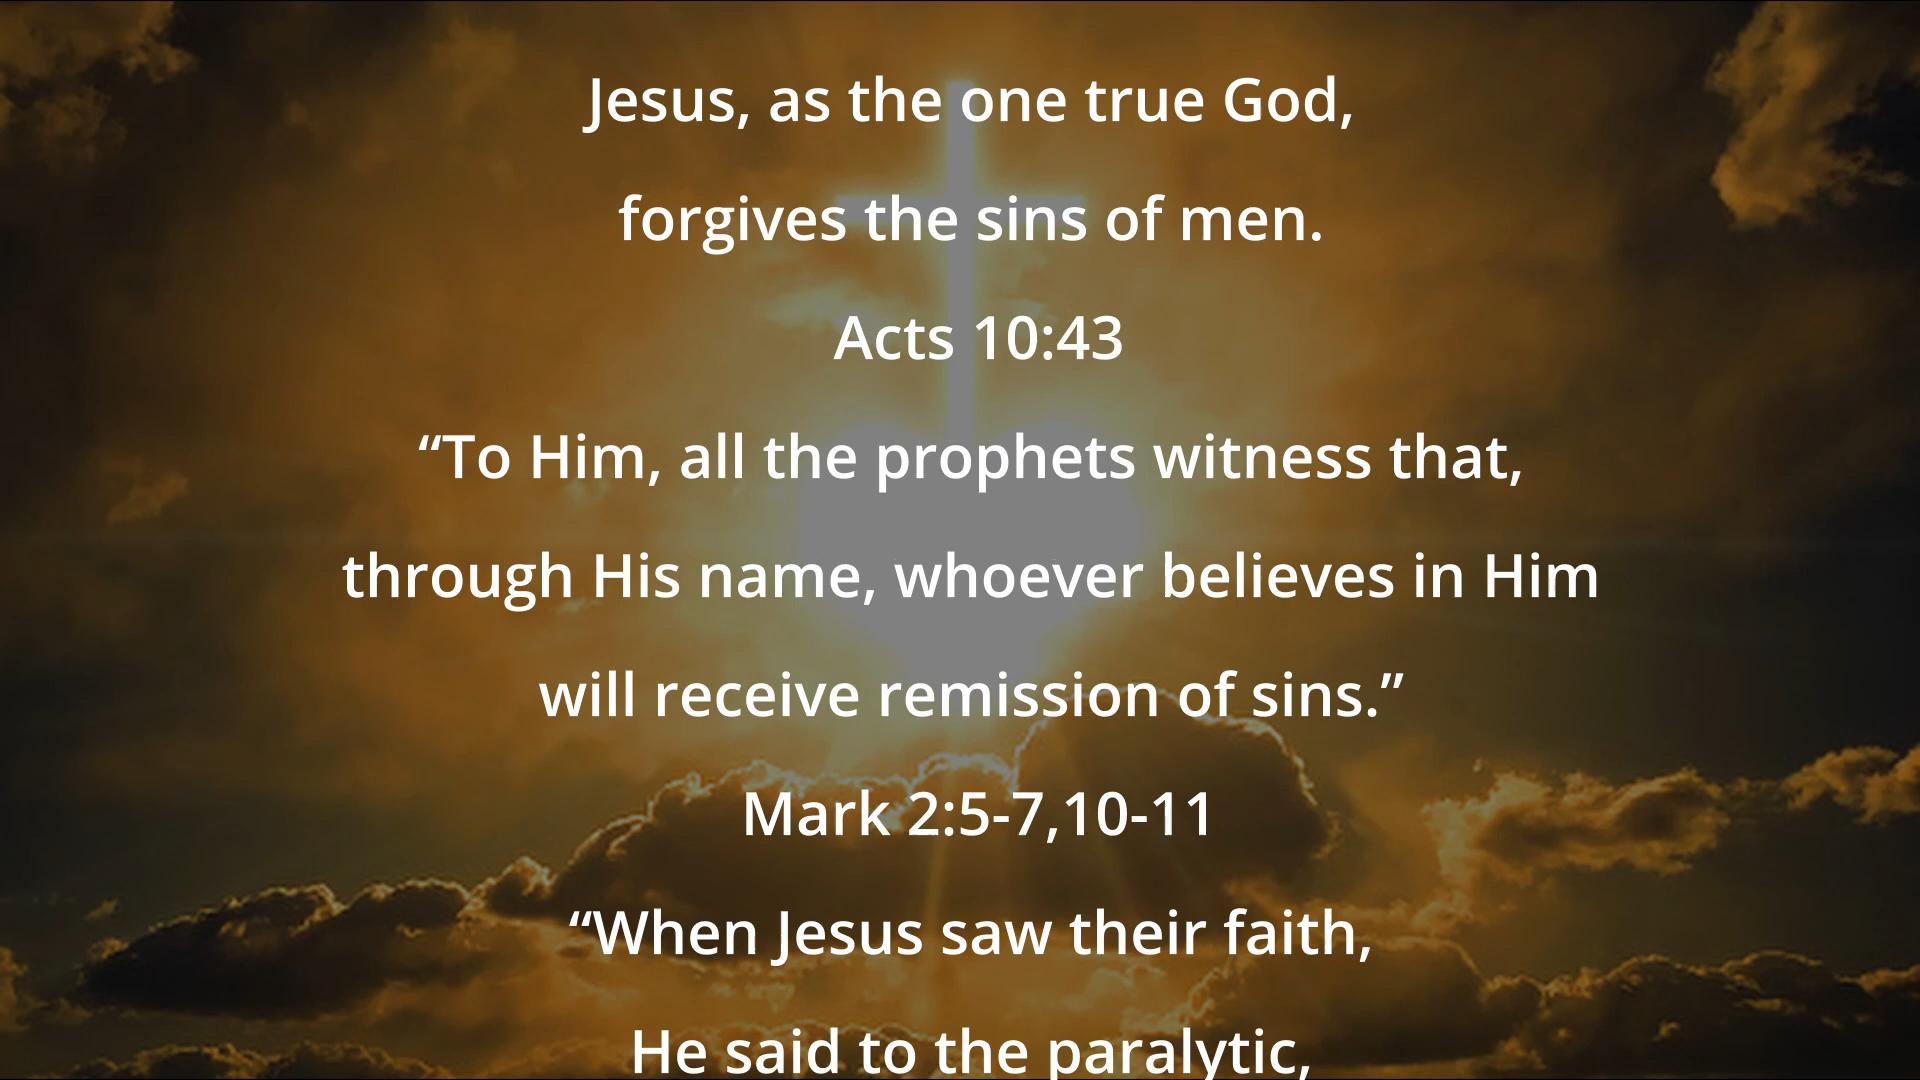 Jesus, as the one true God,
forgives the sins of men.
Acts 10:43
“To Him, all the prophets witness that,
through His name, whoever believes in Him
will receive remission of sins.”
Mark 2:5-7,10-11
“When Jesus saw their faith,
He said to the paralytic,